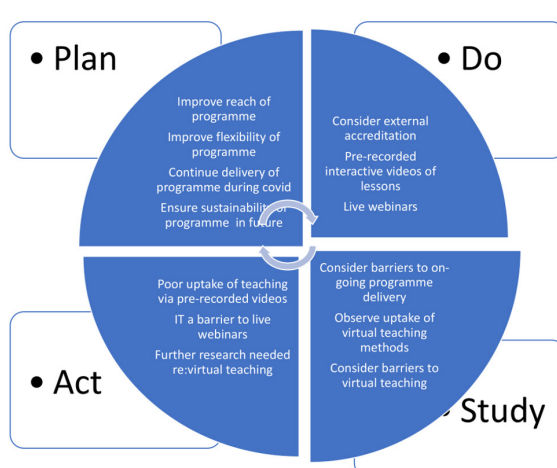 • Plan
Improve reach of
programme
Improve flexibility of
programme
Continue delivery of
programme during covid
Ensure sustainability of
programme in future
• Do
Consider external
accreditation
Pre-recorded
interactive videos of
lessons
Live webinars
• Act
Poor uptake of teaching
via pre-recorded videos
IT a barrier to live
webinars
Further research needed
re:virtual teaching
Consider barriers to on-
going programme
delivery
Observe uptake of
virtual teaching
methods
Consider barriers to
virtual teaching
• Study